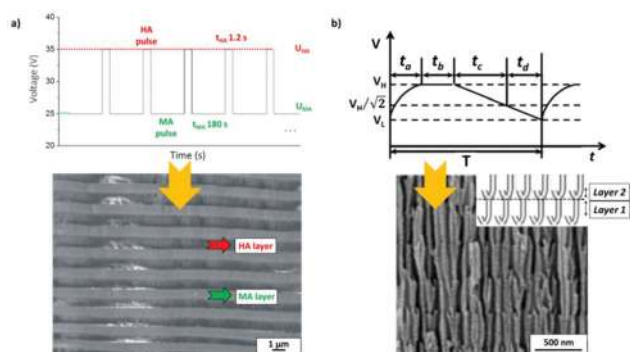 a)
HA
pulse
t_HA 1.2 s
U_HA
40
35
30
25
20
Voltage (V)
MA
pulse
t_MA 180 s
U_MA
...
Time (s)
HA layer
MA layer
1 μm
b)
V
t_a
t_b
t_c
t_d
V_H
V_H/√2
V_L
t
T
Layer 2
Layer 1
500 nm